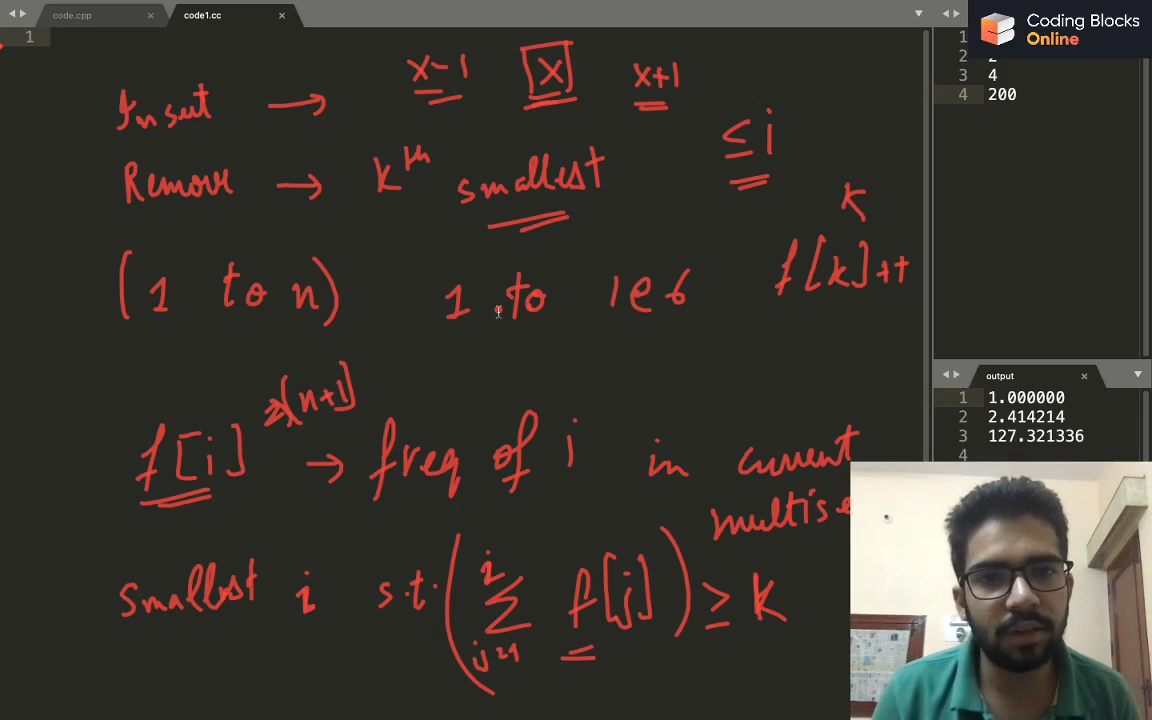 code.cpp
code1.cc
Coding Blocks
Online
1
1
2
3 4
4 200
x-1 x x+1
Insert →
≤i
Remove → Kth smallest
K
(1 to n) 1 to 1e6 f[k]++
output
1 1.000000
2 2.414214
3 127.321336
4
(n+1)
f[i] → freq of i in current
multise
smallest i s.t. (i∑j=1 f[j]) ≥ K